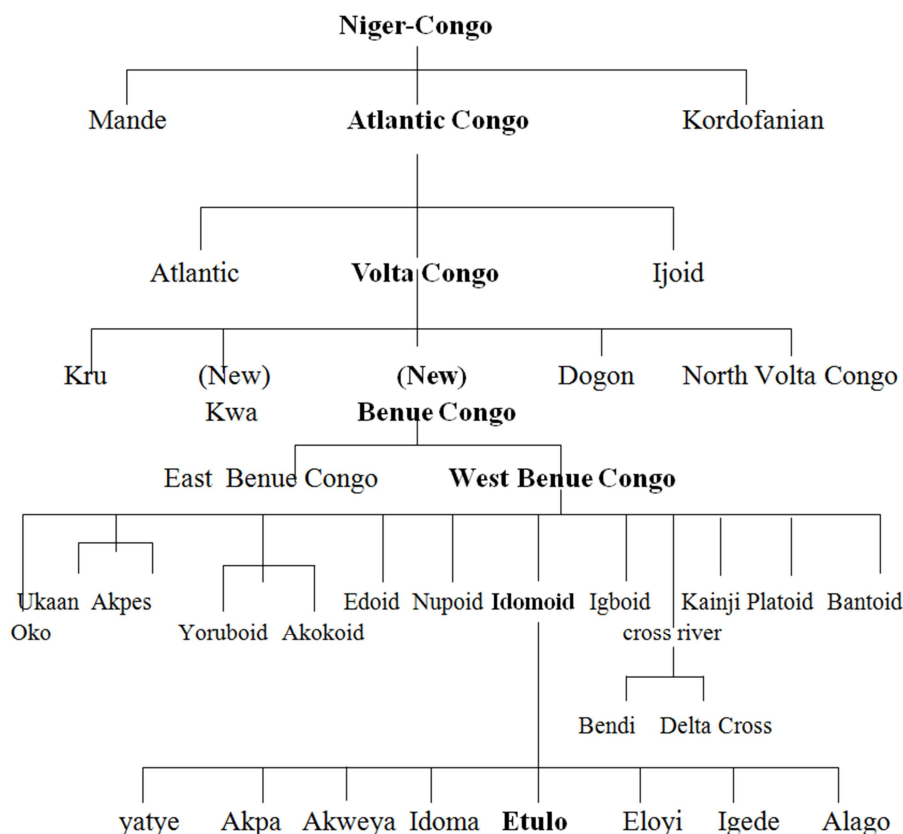 Niger-Congo
Mande Atlantic Congo Kordofanian
Atlantic Volta Congo Ijoid
Kru (New) (New) Dogon North Volta Congo
Kwa Benue Congo
East Benue Congo West Benue Congo
Ukaan Akpes Edoid Nupoid Idomoid Igboid Kainji Platoid Bantoid
Oko Yoruboid Akokoid cross river
Bendi Delta Cross
yatye Akpa Akweya Idoma Etulo Eloyi Igede Alago